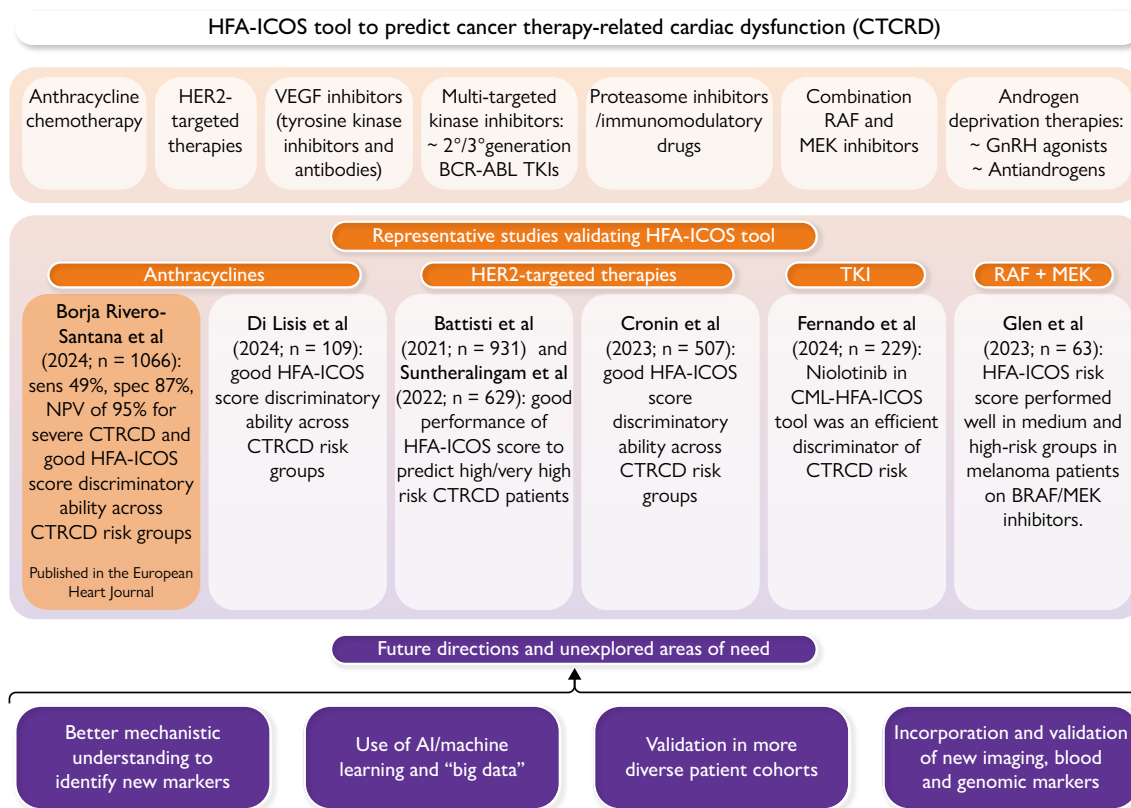 HFA-ICOS tool to predict cancer therapy-related cardiac dysfunction (CTCRD)
Anthracycline
chemotherapy
HER2-
targeted
therapies
VEGF inhibitors
(tyrosine kinase
inhibitors and
antibodies)
Multi-targeted
kinase inhibitors:
~ 2°/3°generation
BCR-ABL TKIs
Proteasome inhibitors
/immunomodulatory
drugs
Combination
RAF and
MEK inhibitors
Androgen
deprivation therapies:
~ GnRH agonists
~ Antiandrogens
Representative studies validating HFA-ICOS tool
Anthracyclines
HER2-targeted therapies
TKI
RAF + MEK
Borja Rivero-
Santana et al
(2024; n = 1066):
sens 49%, spec 87%,
NPV of 95% for
severe CTCRD and
good HFA-ICOS
score discriminatory
ability across
CTRCD risk groups
Published in the European
Heart Journal
Di Lisis et al
(2024; n = 109):
good HFA-ICOS
score discriminatory
ability across
CTRCD risk
groups
Battisti et al
(2021; n = 931) and
Suntheralingam et al
(2022; n = 629): good
performance of
HFA-ICOS score to
predict high/very high
risk CTRCD patients
Cronin et al
(2023; n = 507):
good HFA-ICOS
score
discriminatory
ability across
CTRCD risk
groups
Fernando et al
(2024; n = 229):
Niolotinib in
CML-HFA-ICOS
tool was an efficient
discriminator of
CTRCD risk
Glen et al
(2023; n = 63):
HFA-ICOS risk
score performed
well in medium and
high-risk groups in
melanoma patients
on BRAF/MEK
inhibitors.
Future directions and unexplored areas of need
Better mechanistic
understanding to
identify new markers
Use of AI/machine
learning and “big data”
Validation in more
diverse patient cohorts
Incorporation and validation
of new imaging, blood
and genomic markers